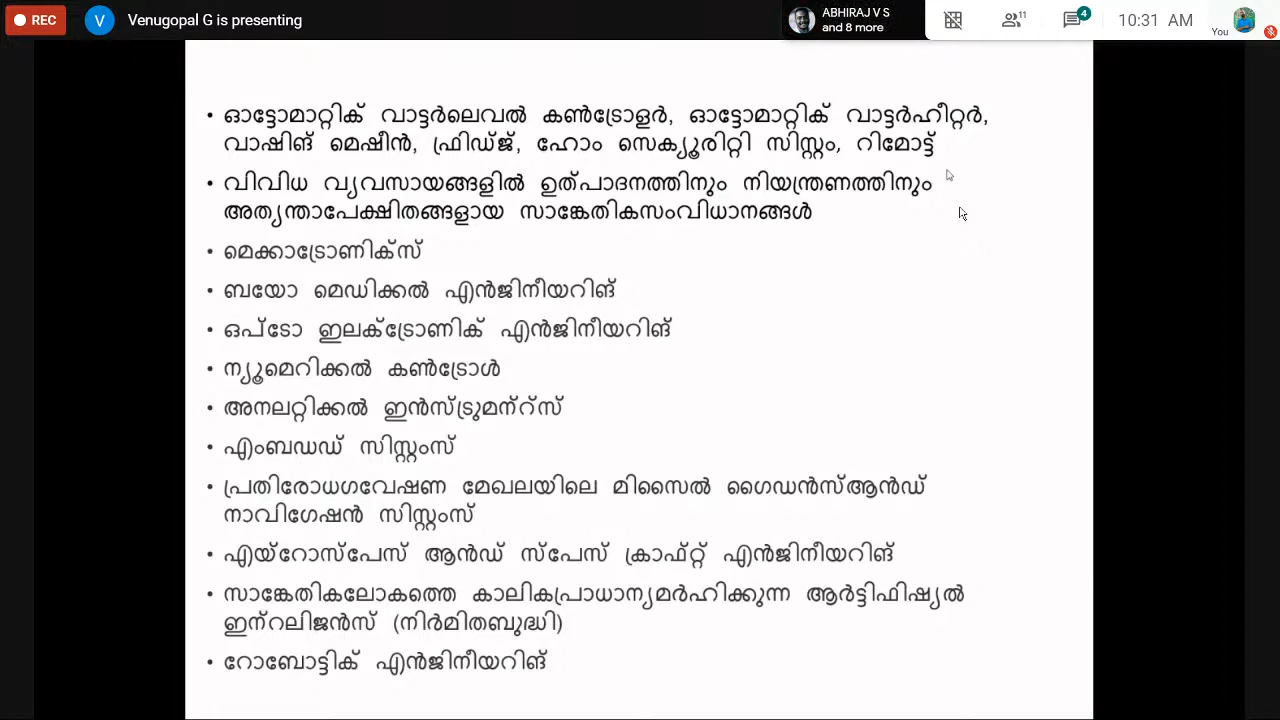 REC
V
Venugopal G is presenting
ABHIRAJ V S
and 8 more
11
4
10:31 AM
You
• ഓട്ടോമാറ്റിക് വാട്ടർലെവൽ കൺട്രോളർ, ഓട്ടോമാറ്റിക് വാട്ടർഹീറ്റർ,
വാഷിങ് മെഷീൻ, ഫ്രിഡ്ജ്, ഹോം സെക്യൂരിറ്റി സിസ്റ്റം, റിമോട്ട്
• വിവിധ വ്യവസായങ്ങളിൽ ഉത്പാദനത്തിനും നിയന്ത്രണത്തിനും
അത്യന്താപേക്ഷിതങ്ങളായ സാങ്കേതികസംവിധാനങ്ങൾ
• മെക്കാട്രോണിക്സ്
• ബയോ മെഡിക്കൽ എൻജിനീയറിങ്
• ഒപ്ടോ ഇലക്ട്രോണിക് എൻജിനീയറിങ്
• ന്യൂമെറിക്കൽ കൺട്രോൾ
• അനലറ്റിക്കൽ ഇൻസ്ട്രുമന്റ്സ്
• എംബഡഡ് സിസ്റ്റംസ്
• പ്രതിരോധഗവേഷണ മേഖലയിലെ മിസൈൽ ഗൈഡൻസ്ആൻഡ്
നാവിഗേഷൻ സിസ്റ്റംസ്
• എയ്റോസ്പേസ് ആൻഡ് സ്പേസ് ക്രാഫ്റ്റ് എൻജിനീയറിങ്
• സാങ്കേതികലോകത്തെ കാലികപ്രാധാന്യമർഹിക്കുന്ന ആർട്ടിഫിഷ്യൽ
ഇന്റലിജൻസ് (നിർമിതബുദ്ധി)
• റോബോട്ടിക് എൻജിനീയറിങ്